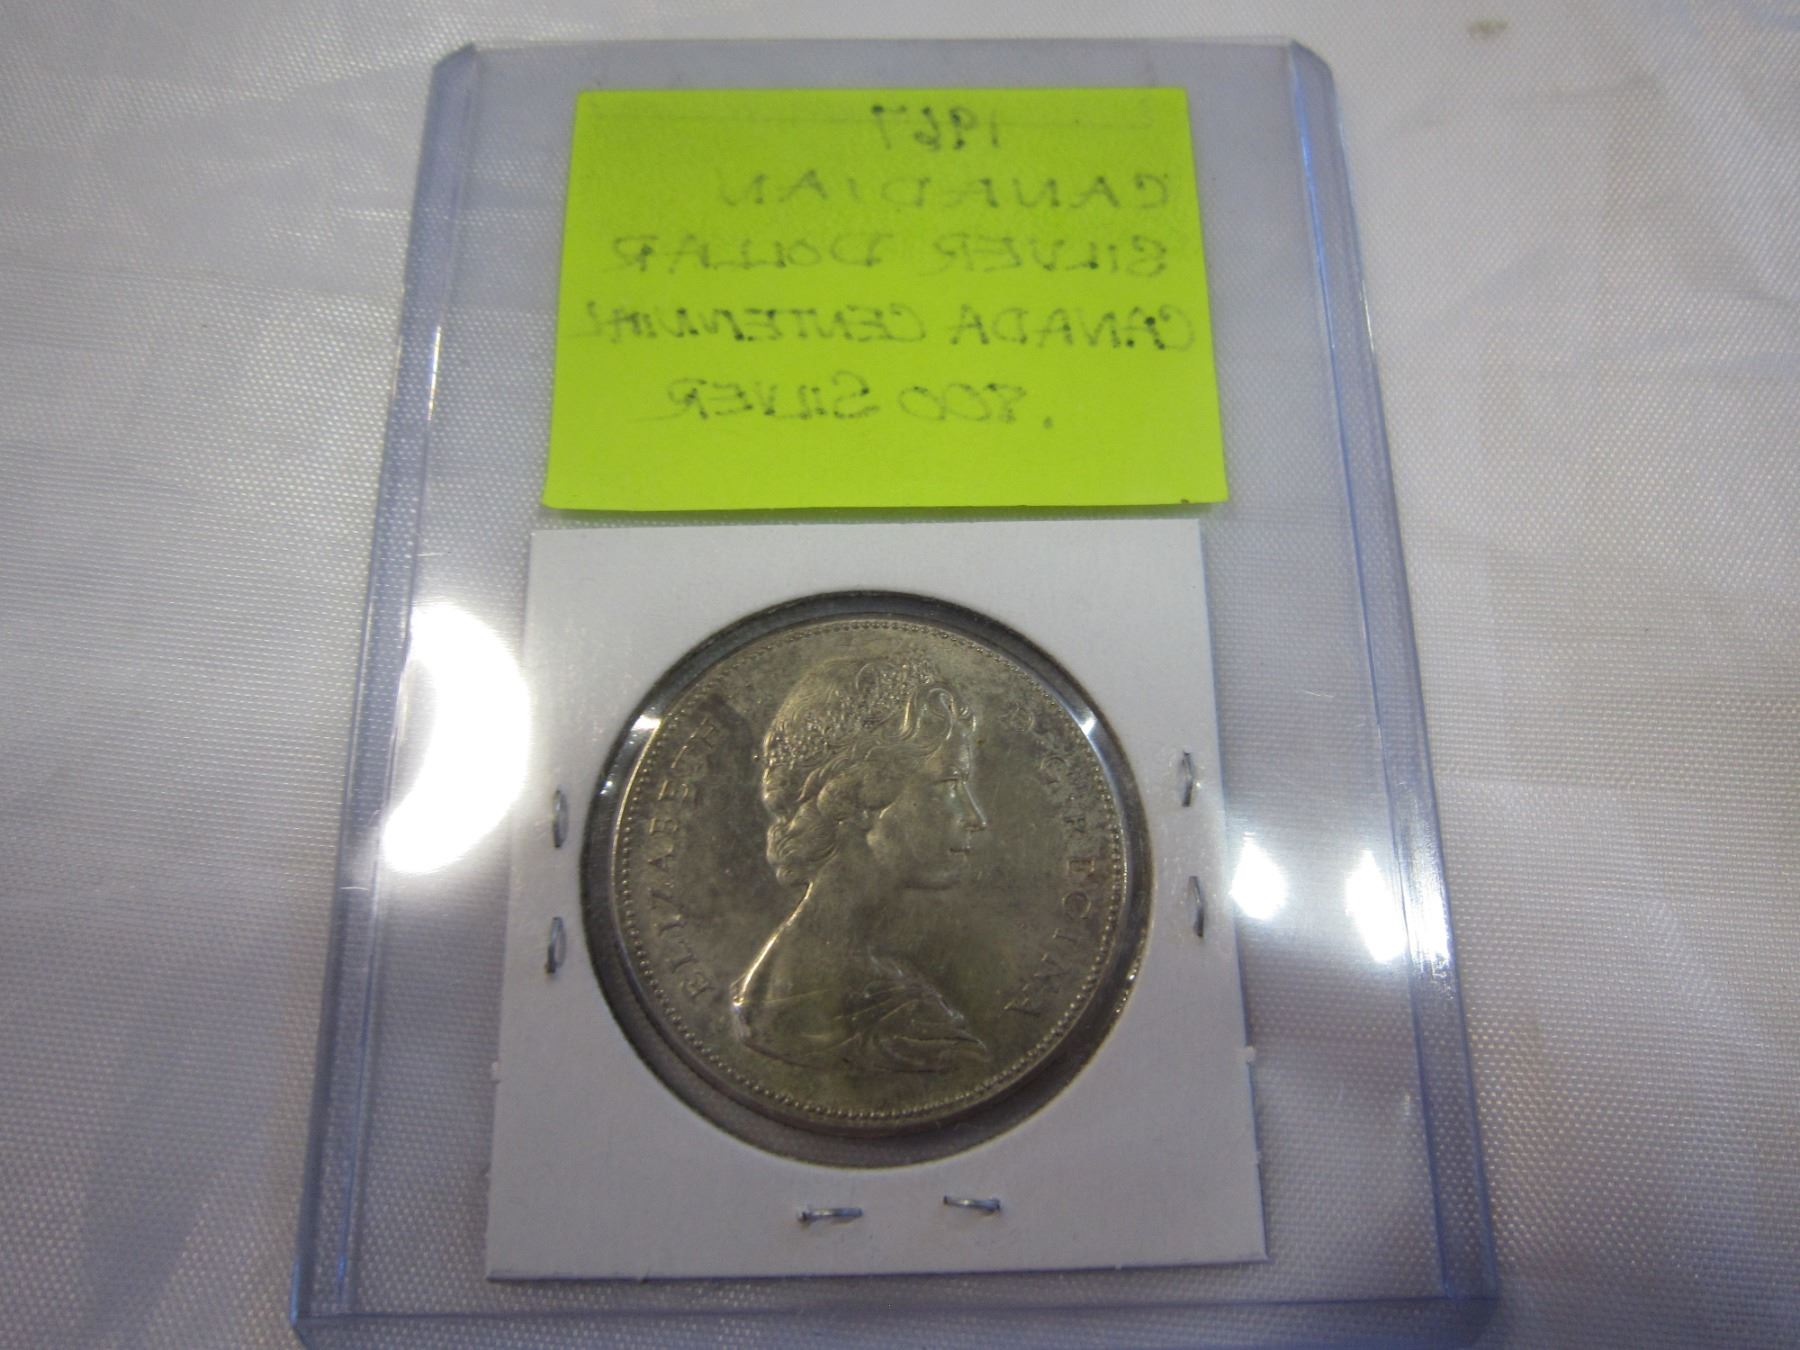 1967
CANADIAN
SILVER DOLLAR
CANADA CENTENNIAL
.800 SILVER
ELIZABETH II D·G·REGINA